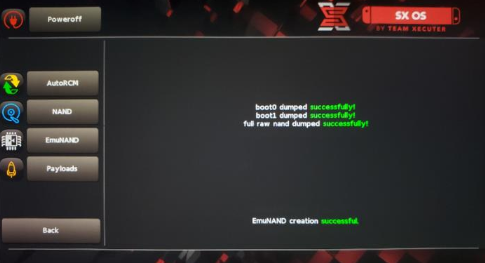 Poweroff
SX OS
BY TEAM XECUTER
AutoRCM
NAND
EmuNAND
Payloads
boot0 dumped successfully!
boot1 dumped successfully!
full raw nand dumped successfully!
EmuNAND creation successful.
Back